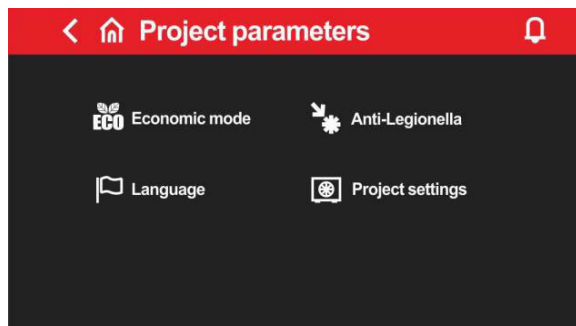 Project parameters
ECO Economic mode
Anti-Legionella
Language
Project settings